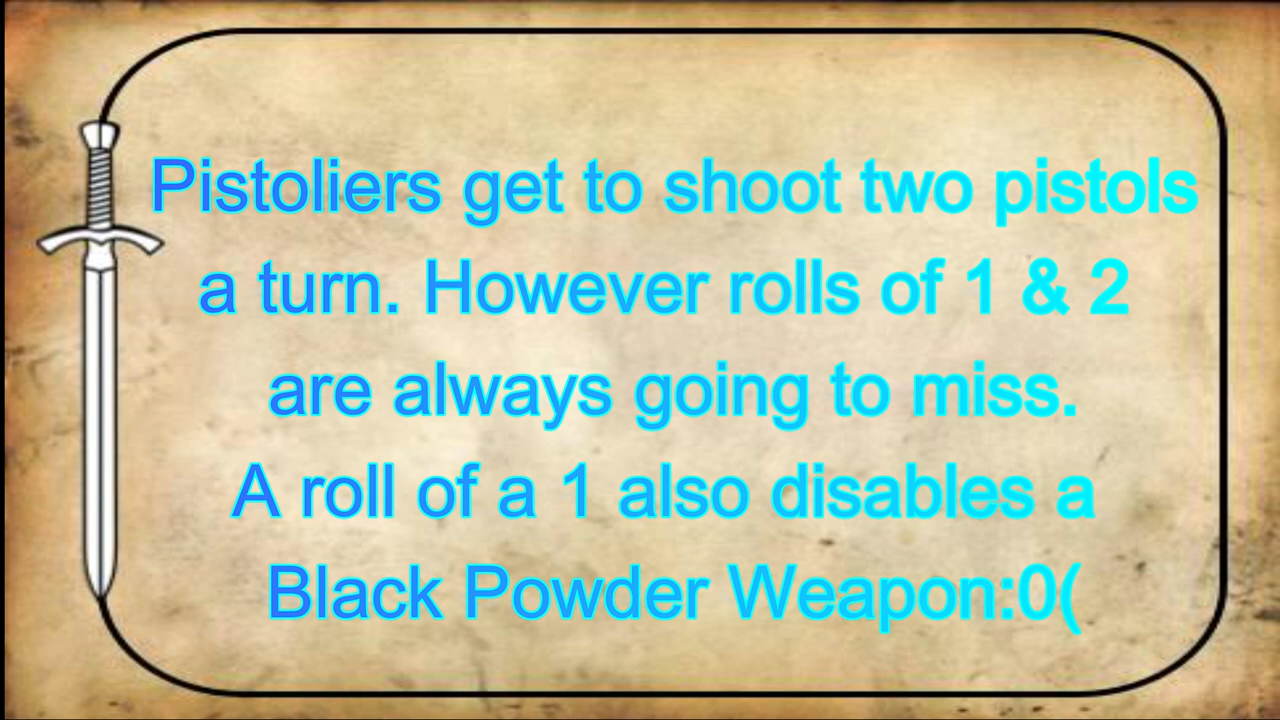 Pistoliers get to shoot two pistols
a turn. However rolls of 1 & 2
are always going to miss.
A roll of a 1 also disables a
Black Powder Weapon:0(